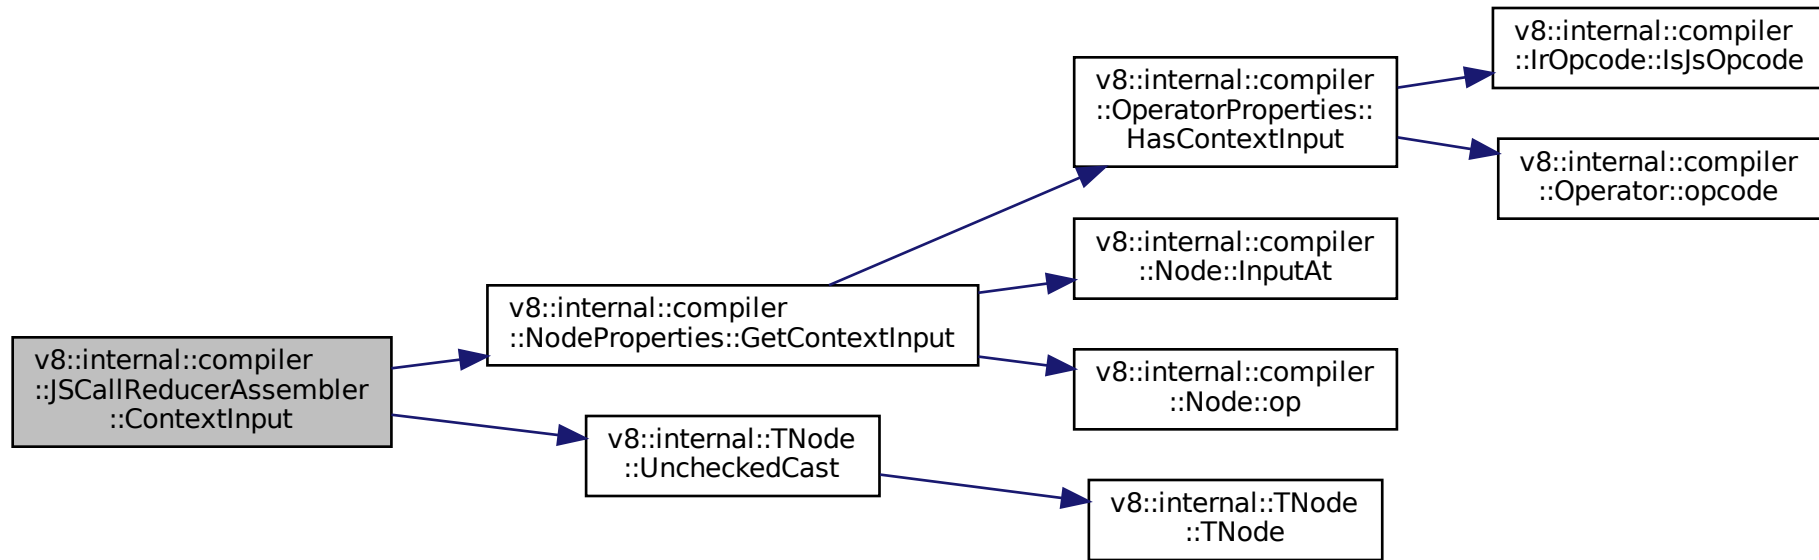 v8::internal::compiler
::JSCallReducerAssembler
::ContextInput
v8::internal::compiler
::NodeProperties::GetContextInput
v8::internal::TNode
::UncheckedCast
v8::internal::compiler
::OperatorProperties::
HasContextInput
v8::internal::compiler
::Node::InputAt
v8::internal::compiler
::Node::op
v8::internal::TNode
::TNode
v8::internal::compiler
::IrOpcode::IsJsOpcode
v8::internal::compiler
::Operator::opcode